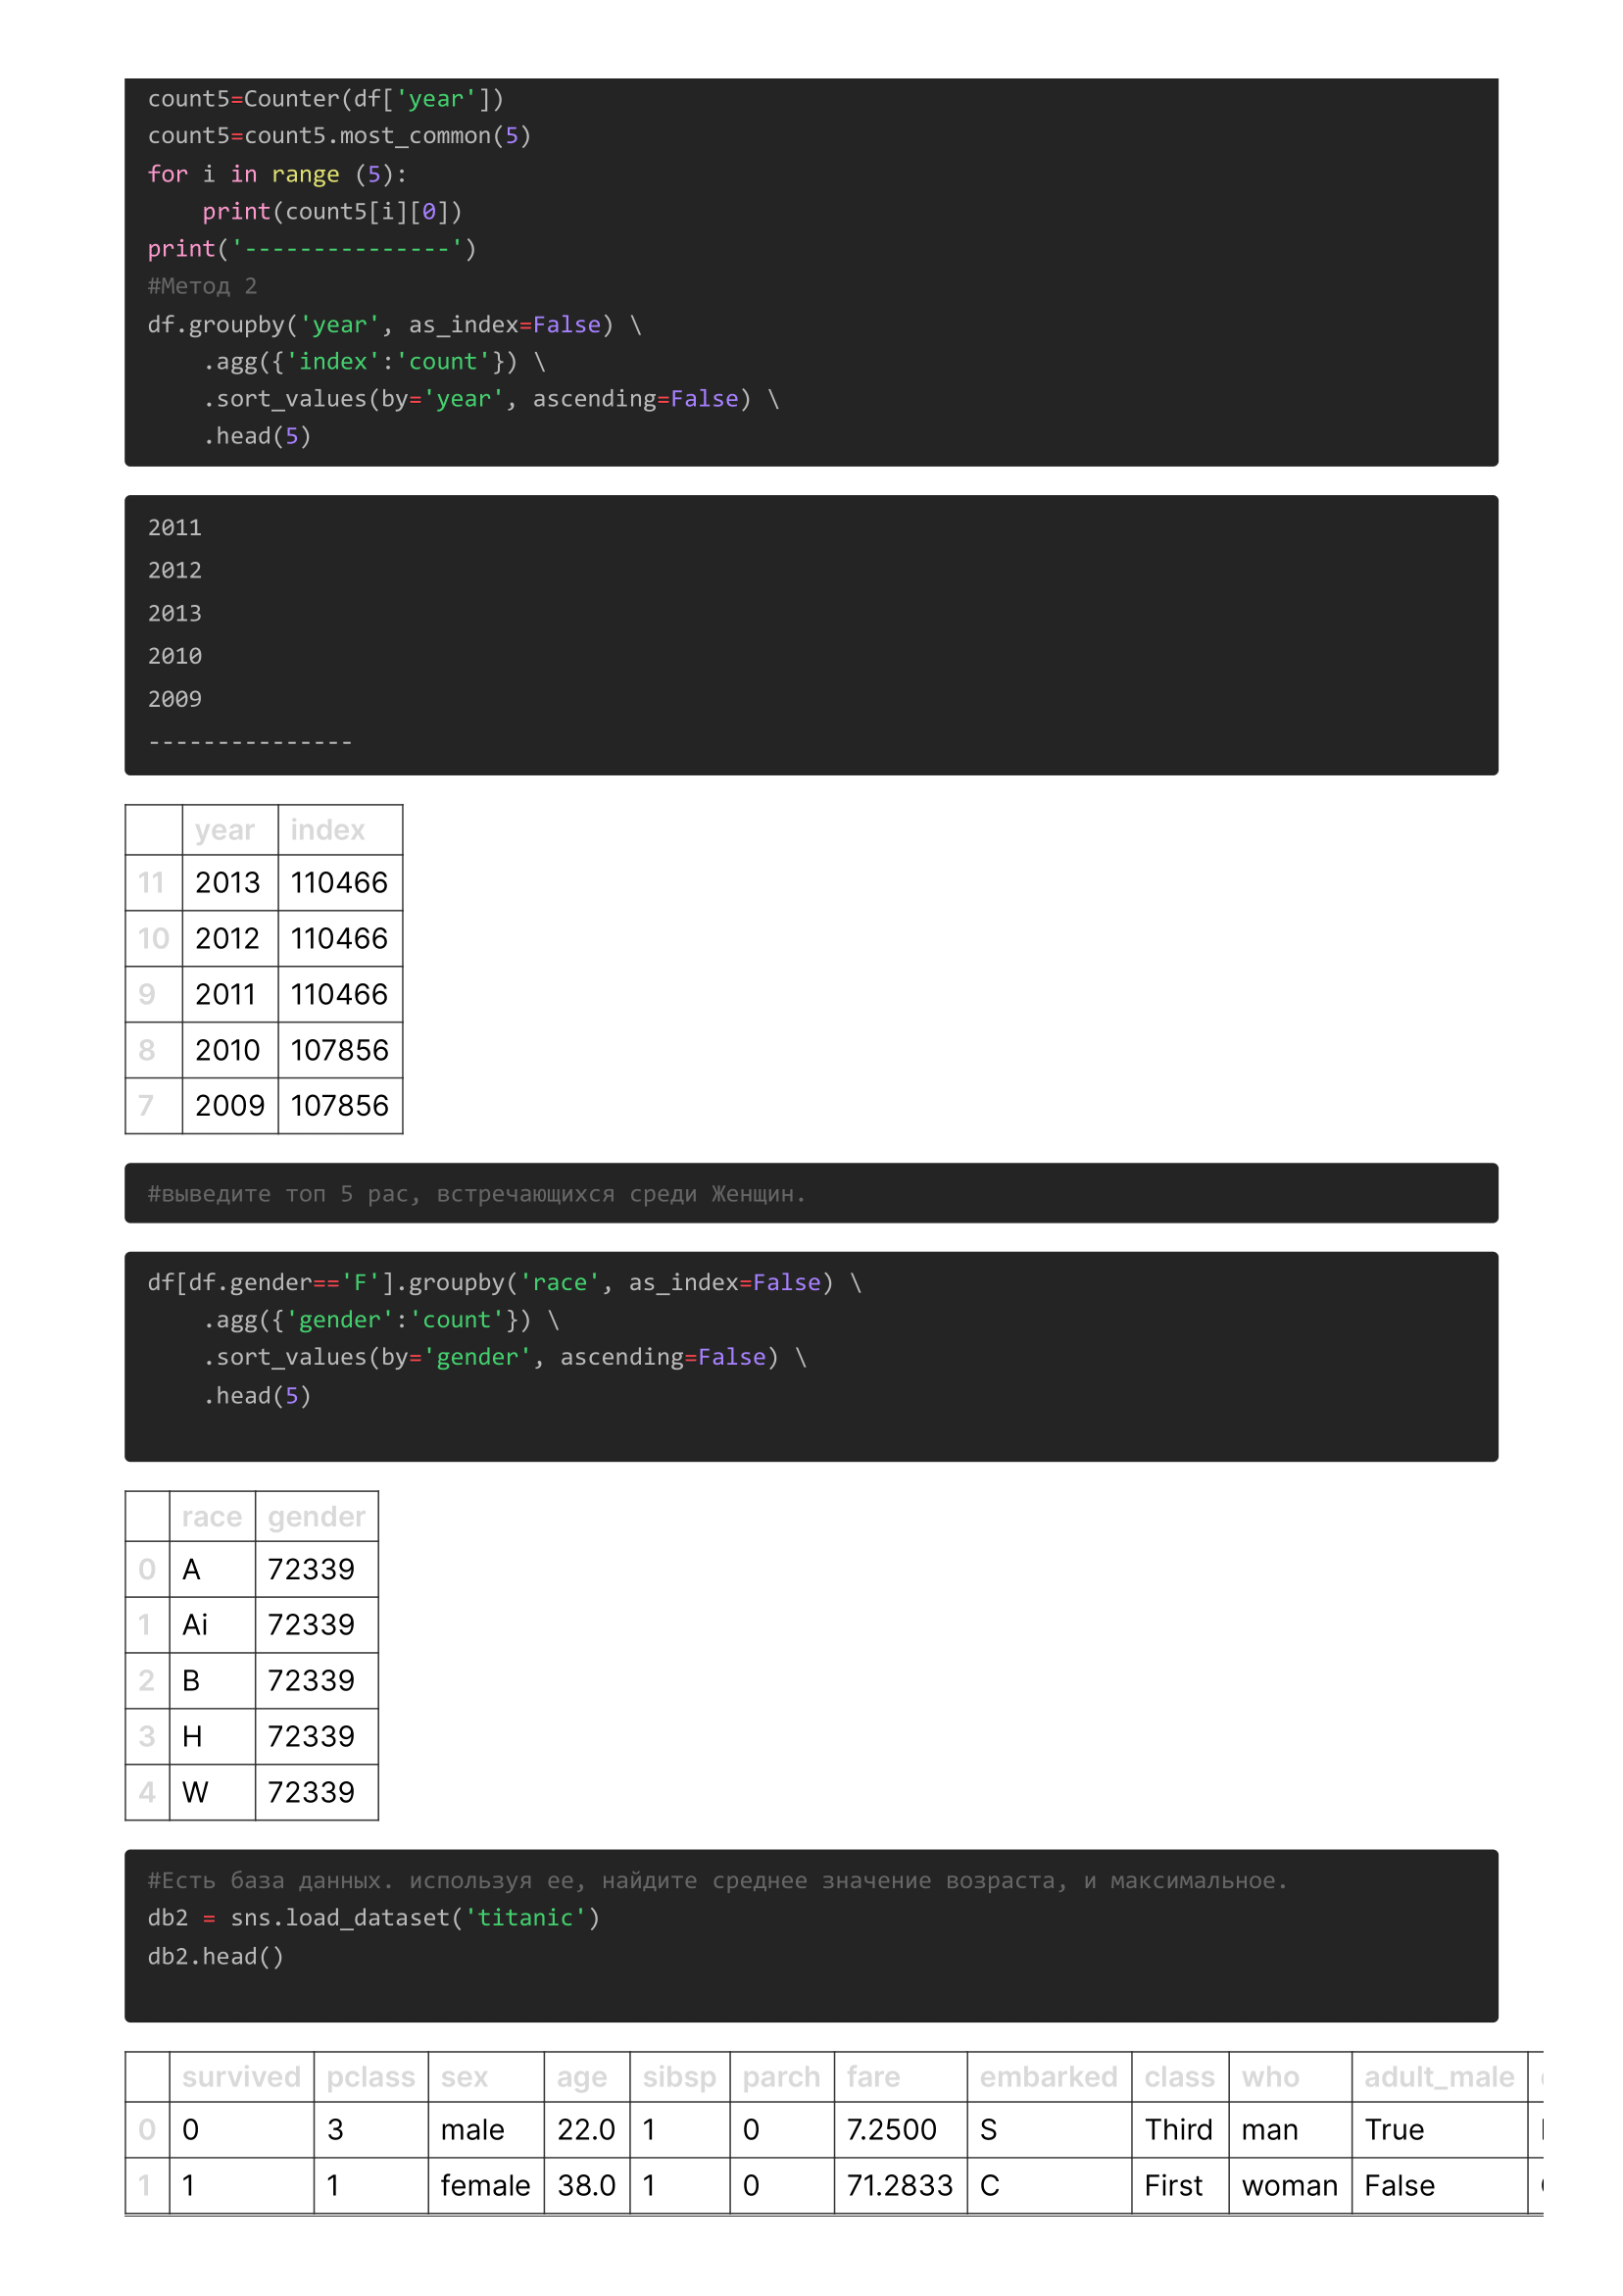 count5=Counter(df['year'])
count5=count5.most_common(5)
for i in range (5):
    print(count5[i][0])
print('---------------')
#Метод 2
df.groupby('year', as_index=False) \
    .agg({'index':'count'}) \
    .sort_values(by='year', ascending=False) \
    .head(5)
2011
2012
2013
2010
2009
---------------
year index
11 2013 110466
10 2012 110466
9 2011 110466
8 2010 107856
7 2009 107856
#выведите топ 5 рас, встречающихся среди Женщин.
df[df.gender=='F'].groupby('race', as_index=False) \
    .agg({'gender':'count'}) \
    .sort_values(by='gender', ascending=False) \
    .head(5)
race gender
0 A 72339
1 Ai 72339
2 B 72339
3 H 72339
4 W 72339
#Есть база данных. используя ее, найдите среднее значение возраста, и максимальное.
db2 = sns.load_dataset('titanic')
db2.head()
survived pclass sex age sibsp parch fare embarked class who adult_male
0 0 3 male 22.0 1 0 7.2500 S Third man True
1 1 1 female 38.0 1 0 71.2833 C First woman False